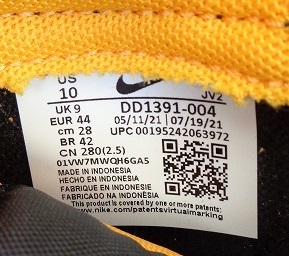 US JV2
10
UK 9 DD1391-004
EUR 44 05/11/21 07/19/21
cm 28 UPC 00195242063972
BR 42
CN 280(2.5)
01VW7MWQH6GA5
MADE IN INDONESIA
HECHO EN INDONESIA
FABRIQUE EN INDONESIE
FABRICADO NA INDONÉSIA
This product is covered by one or more patents. See
www.nike.com/patentsvirtualmarking